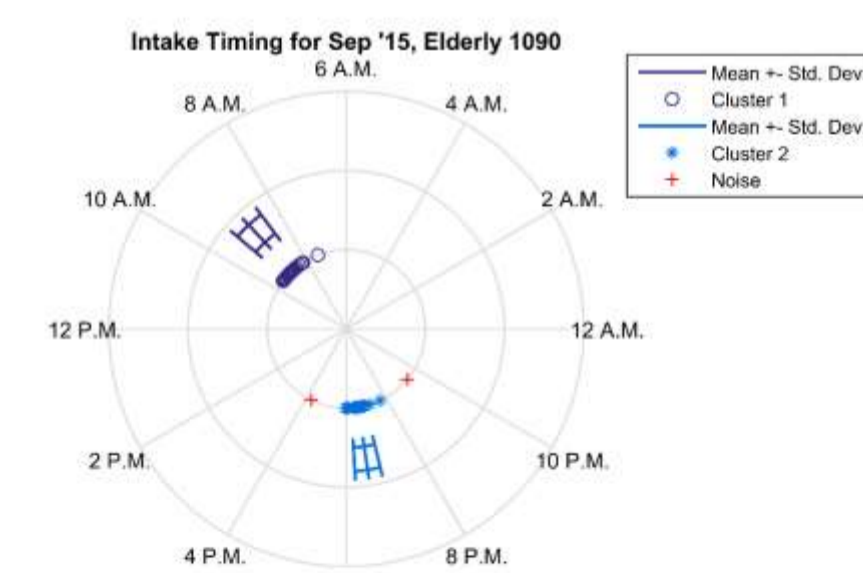 Intake Timing for Sep '15, Elderly 1090
6 A.M.
8 A.M.
4 A.M.
10 A.M.
2 A.M.
12 P.M.
12 A.M.
2 P.M.
10 P.M.
4 P.M.
8 P.M.
Mean +- Std. Dev
Cluster 1
Mean +- Std. Dev
Cluster 2
Noise